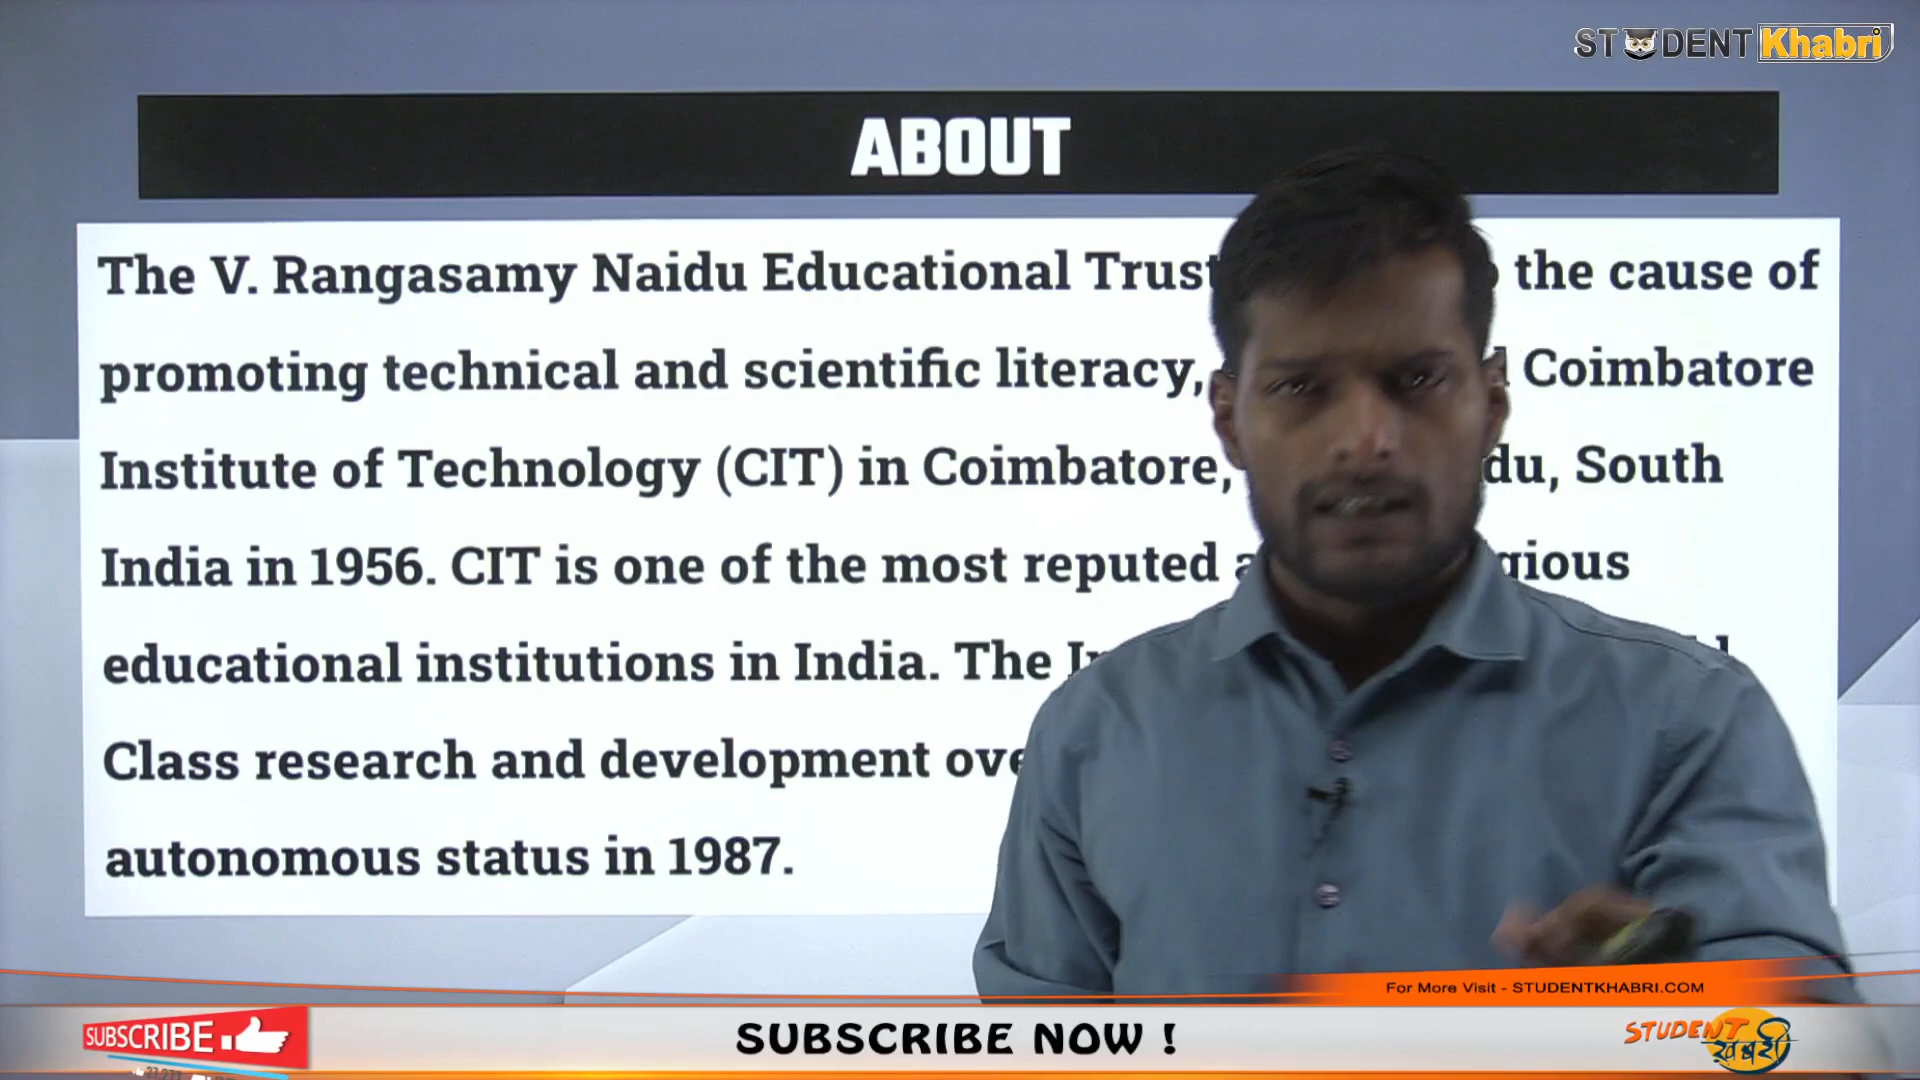 STUDENT Khabri
ABOUT
The V. Rangasamy Naidu Educational Trust the cause of
promoting technical and scientific literacy, Coimbatore
Institute of Technology (CIT) in Coimbatore, du, South
India in 1956. CIT is one of the most reputed gious
educational institutions in India. The
Class research and development
autonomous status in 1987.
For More Visit - STUDENTKHABRI.COM
SUBSCRIBE
SUBSCRIBE NOW !
STUDENT
खबरी